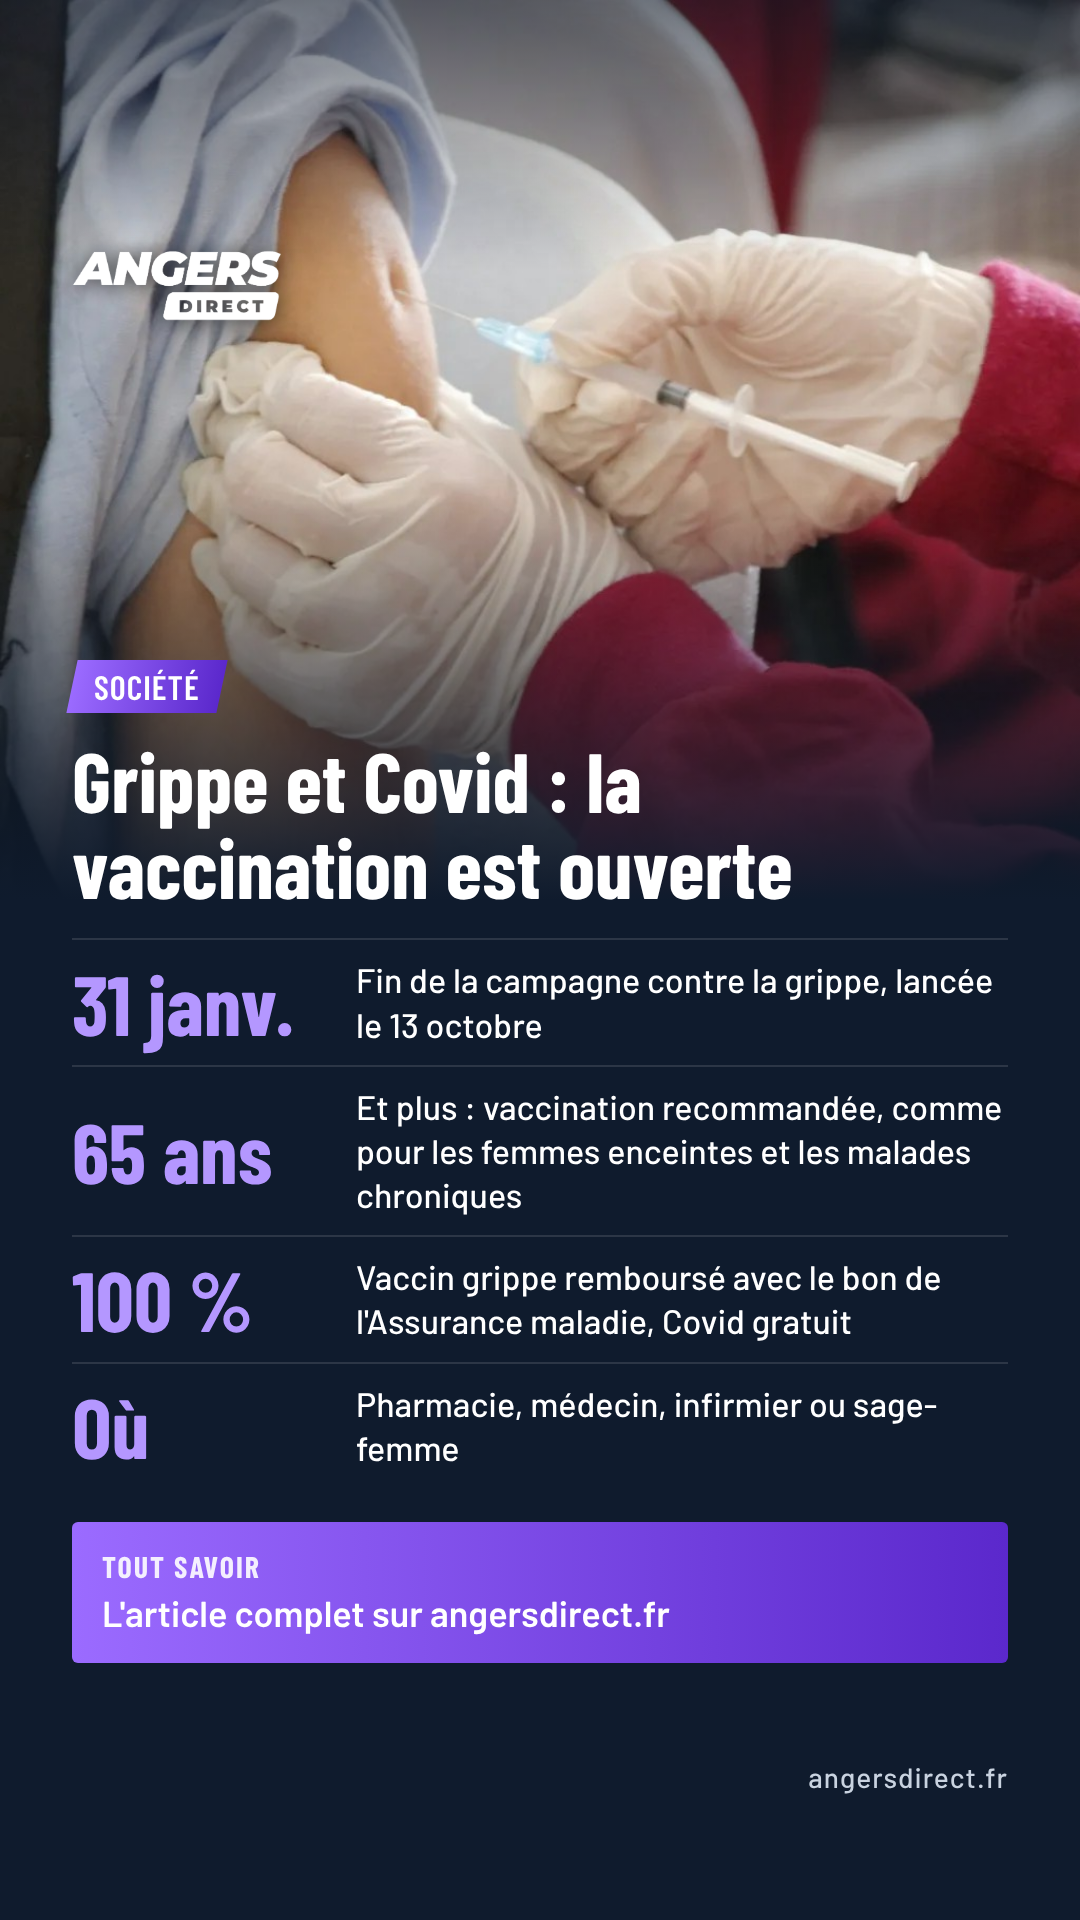 ANGERS
DIRECT
SOCIÉTÉ
Grippe et Covid : la
vaccination est ouverte
31 janv.
Fin de la campagne contre la grippe, lancée
le 13 octobre
65 ans
Et plus : vaccination recommandée, comme
pour les femmes enceintes et les malades
chroniques
100 %
Vaccin grippe remboursé avec le bon de
l'Assurance maladie, Covid gratuit
Où
Pharmacie, médecin, infirmier ou sage-
femme
TOUT SAVOIR
L'article complet sur angersdirect.fr
angersdirect.fr